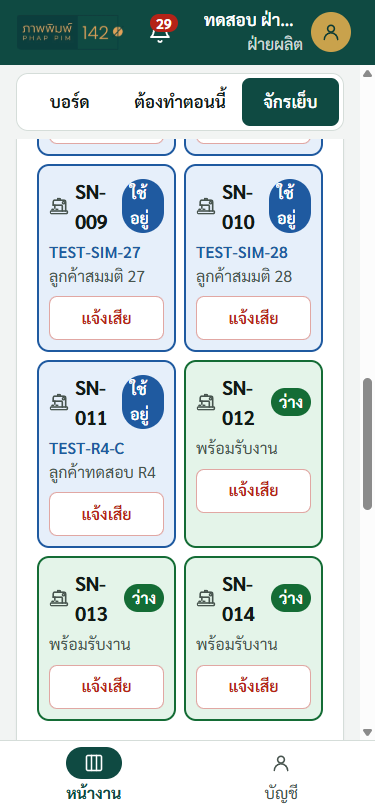 ภาพพิมพ์ 142
PHAP PIM
29
ทดสอบ ฝ่า...
ฝ่ายผลิต
บอร์ด ต้องทำตอนนี้ จักรเย็บ
SN-009 ใช้อยู่
TEST-SIM-27
ลูกค้าสมมติ 27
แจ้งเสีย
SN-010 ใช้อยู่
TEST-SIM-28
ลูกค้าสมมติ 28
แจ้งเสีย
SN-011 ใช้อยู่
TEST-R4-C
ลูกค้าทดสอบ R4
แจ้งเสีย
SN-012 ว่าง
พร้อมรับงาน
แจ้งเสีย
SN-013 ว่าง
พร้อมรับงาน
แจ้งเสีย
SN-014 ว่าง
พร้อมรับงาน
แจ้งเสีย
หน้างาน บัญชี